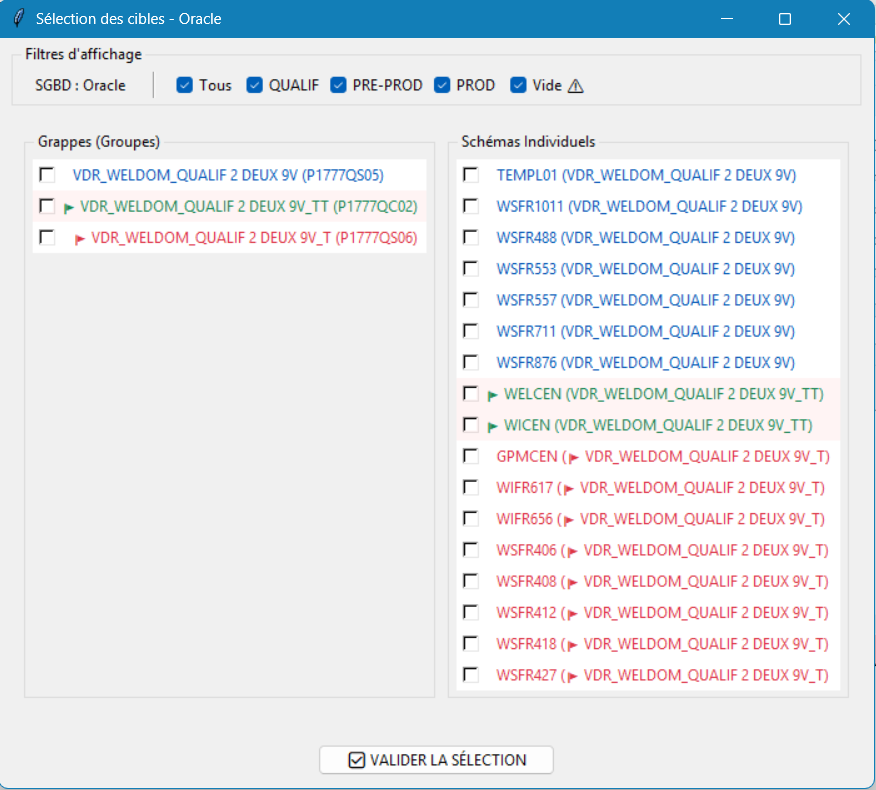 Sélection des cibles - Oracle
Filtres d'affichage
SGBD : Oracle Tous QUALIF PRE-PROD PROD Vide ⚠
Grappes (Groupes)
VDR_WELDOM_QUALIF 2 DEUX 9V (P1777QS05)
VDR_WELDOM_QUALIF 2 DEUX 9V_TT (P1777QC02)
VDR_WELDOM_QUALIF 2 DEUX 9V_T (P1777QS06)
Schémas Individuels
TEMPL01 (VDR_WELDOM_QUALIF 2 DEUX 9V)
WSFR1011 (VDR_WELDOM_QUALIF 2 DEUX 9V)
WSFR488 (VDR_WELDOM_QUALIF 2 DEUX 9V)
WSFR553 (VDR_WELDOM_QUALIF 2 DEUX 9V)
WSFR557 (VDR_WELDOM_QUALIF 2 DEUX 9V)
WSFR711 (VDR_WELDOM_QUALIF 2 DEUX 9V)
WSFR876 (VDR_WELDOM_QUALIF 2 DEUX 9V)
WELCEN (VDR_WELDOM_QUALIF 2 DEUX 9V_TT)
WICEN (VDR_WELDOM_QUALIF 2 DEUX 9V_TT)
GPMCEN (VDR_WELDOM_QUALIF 2 DEUX 9V_T)
WIFR617 (VDR_WELDOM_QUALIF 2 DEUX 9V_T)
WIFR656 (VDR_WELDOM_QUALIF 2 DEUX 9V_T)
WSFR406 (VDR_WELDOM_QUALIF 2 DEUX 9V_T)
WSFR408 (VDR_WELDOM_QUALIF 2 DEUX 9V_T)
WSFR412 (VDR_WELDOM_QUALIF 2 DEUX 9V_T)
WSFR418 (VDR_WELDOM_QUALIF 2 DEUX 9V_T)
WSFR427 (VDR_WELDOM_QUALIF 2 DEUX 9V_T)
VALIDER LA SÉLECTION